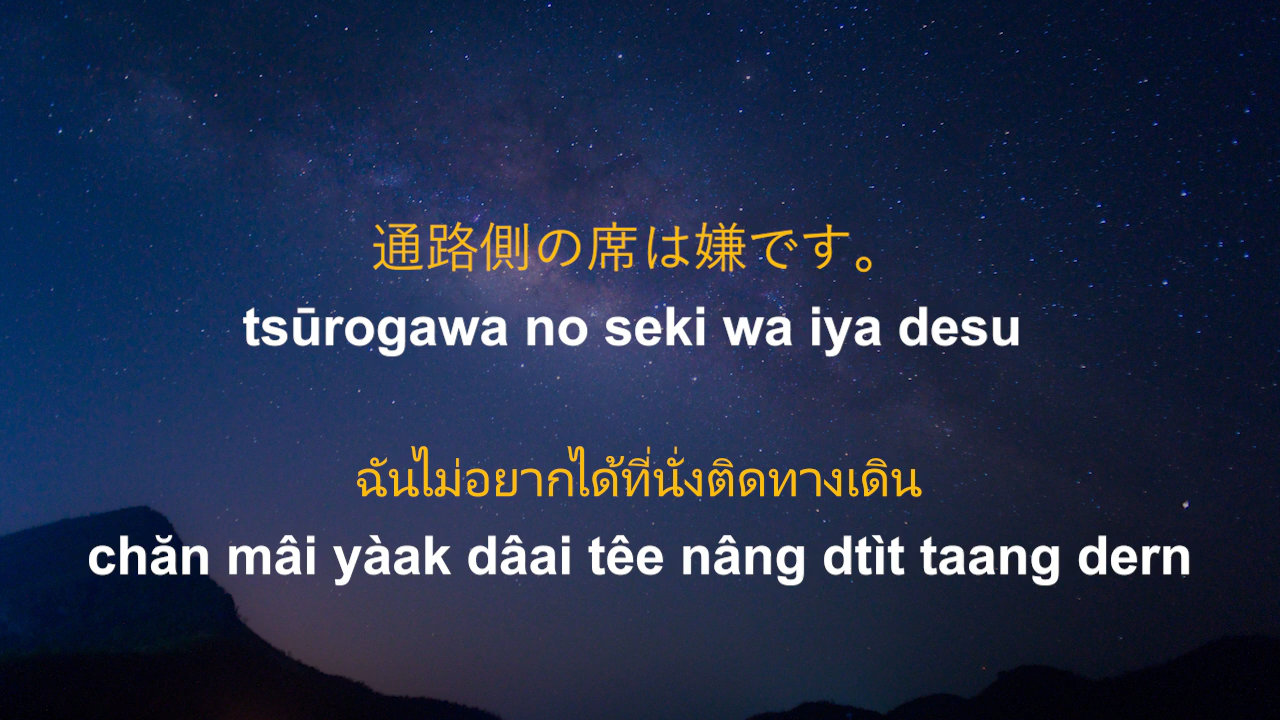 通路側の席は嫌です。
tsūrogawa no seki wa iya desu
ฉันไม่อยากได้ที่นั่งติดทางเดิน
chăn mâi yàak dâai têe nâng dtìt taang dern